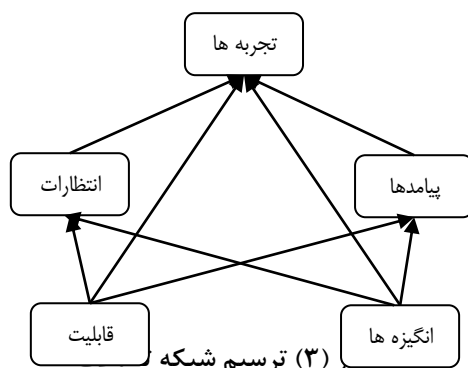 تجربه ها
انتظارات
پیامدها
قابلیت
انگیزه ها
(۳) ترسیم شبکه